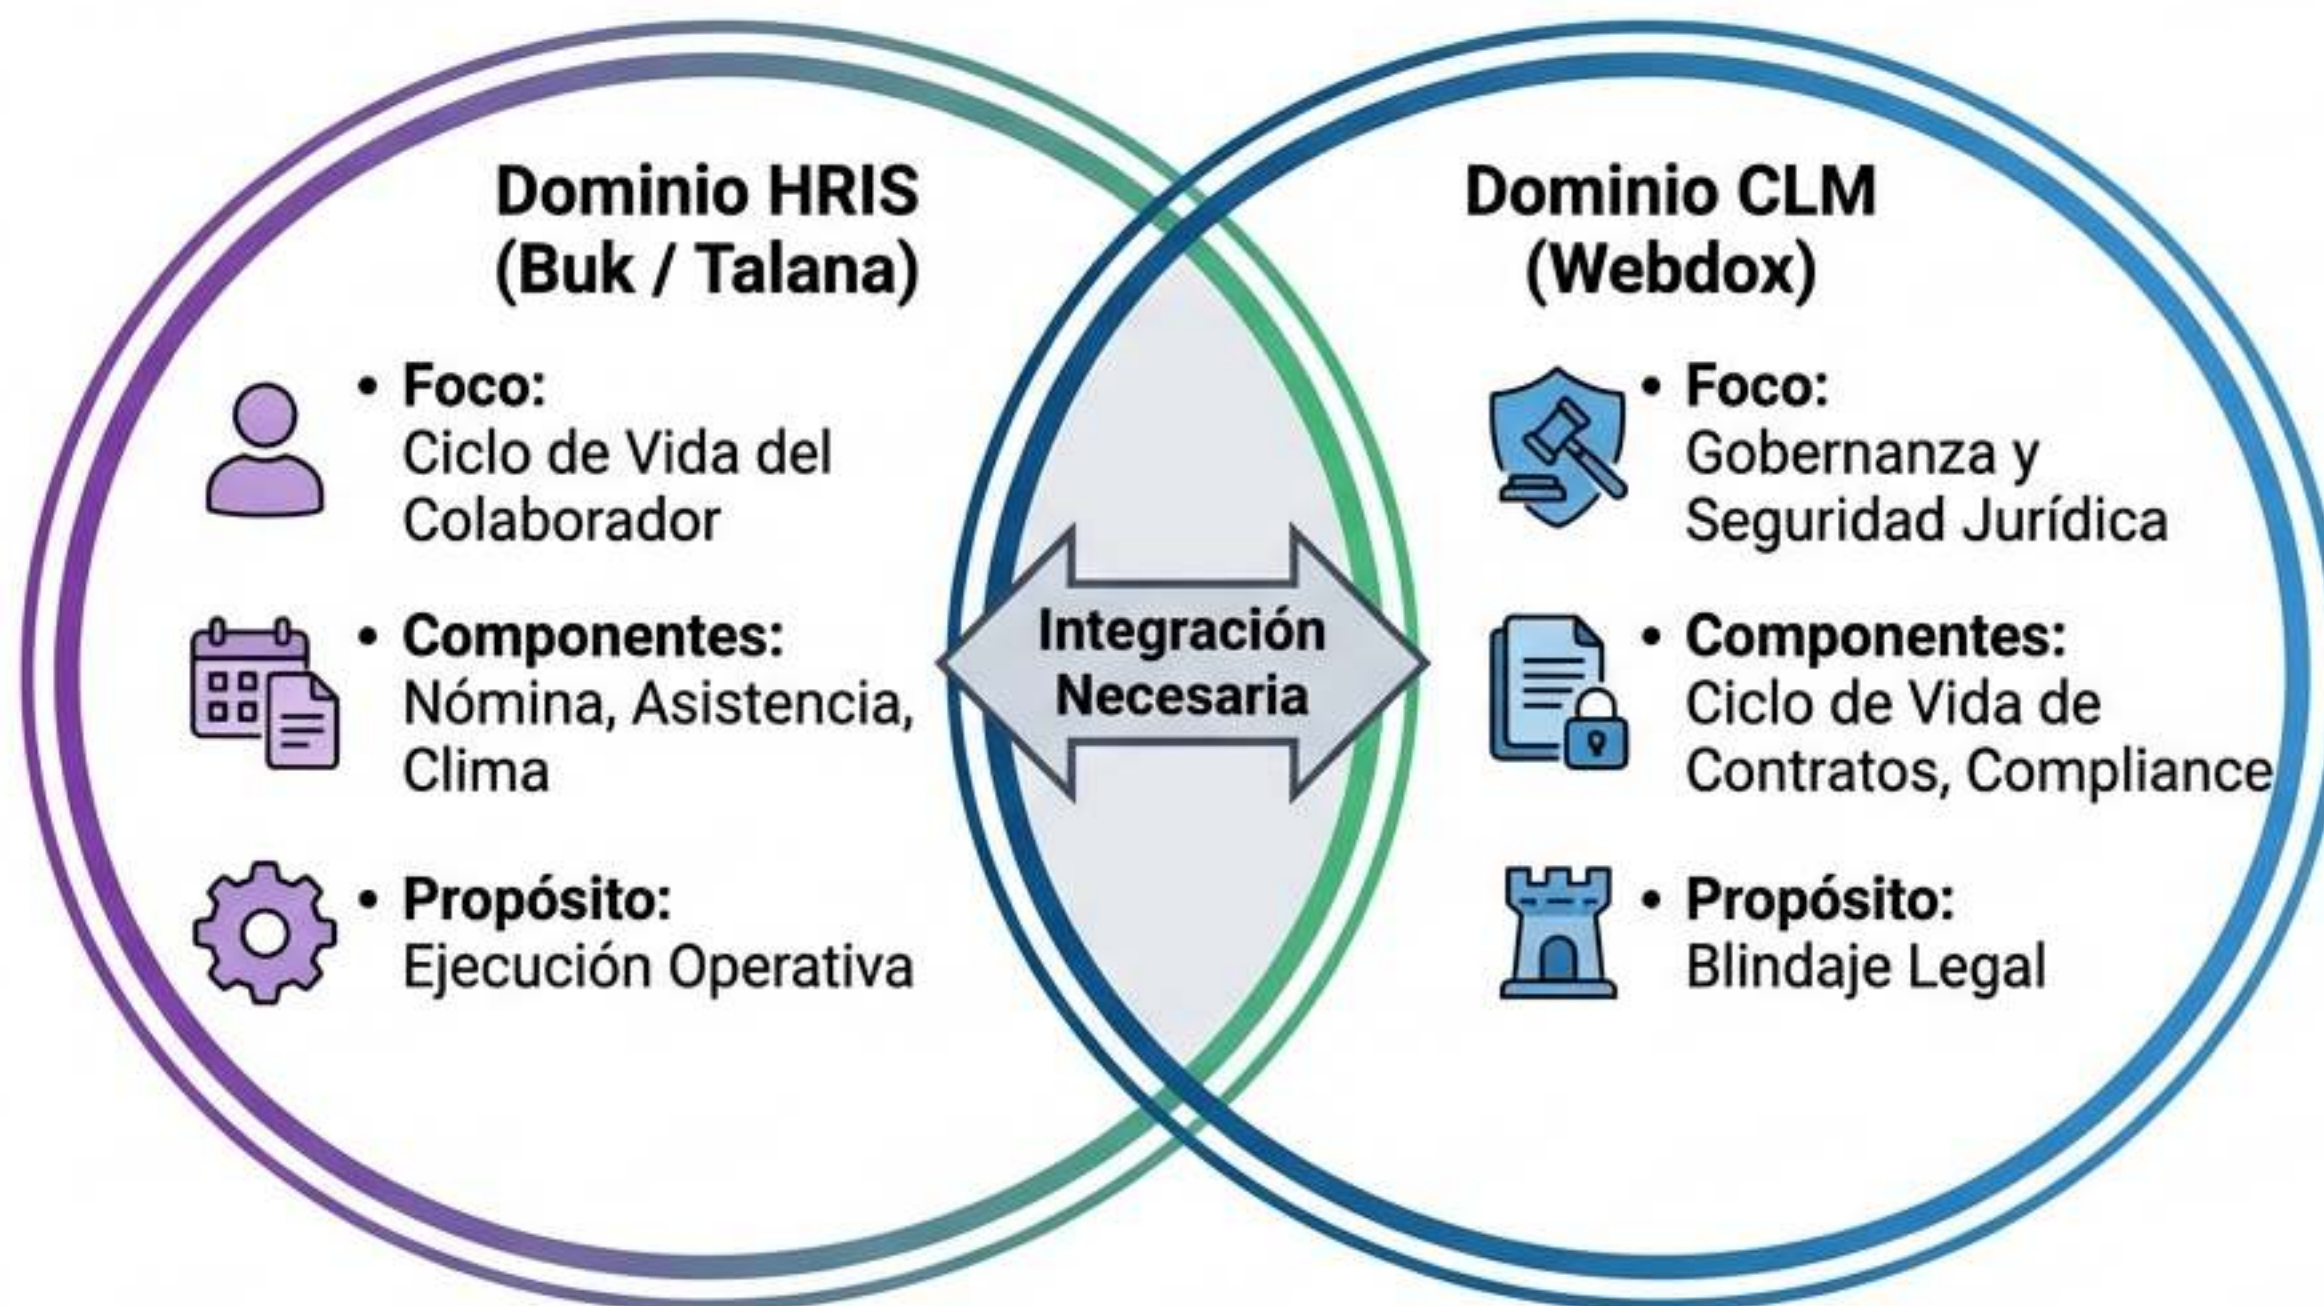 Dominio HRIS
(Buk / Talana)
• Foco:
Ciclo de Vida del
Colaborador
• Componentes:
Nómina, Asistencia,
Clima
• Propósito:
Ejecución Operativa
Integración
Necesaria
Dominio CLM
(Webdox)
• Foco:
Gobernanza y
Seguridad Jurídica
• Componentes:
Ciclo de Vida de
Contratos, Compliance
• Propósito:
Blindaje Legal